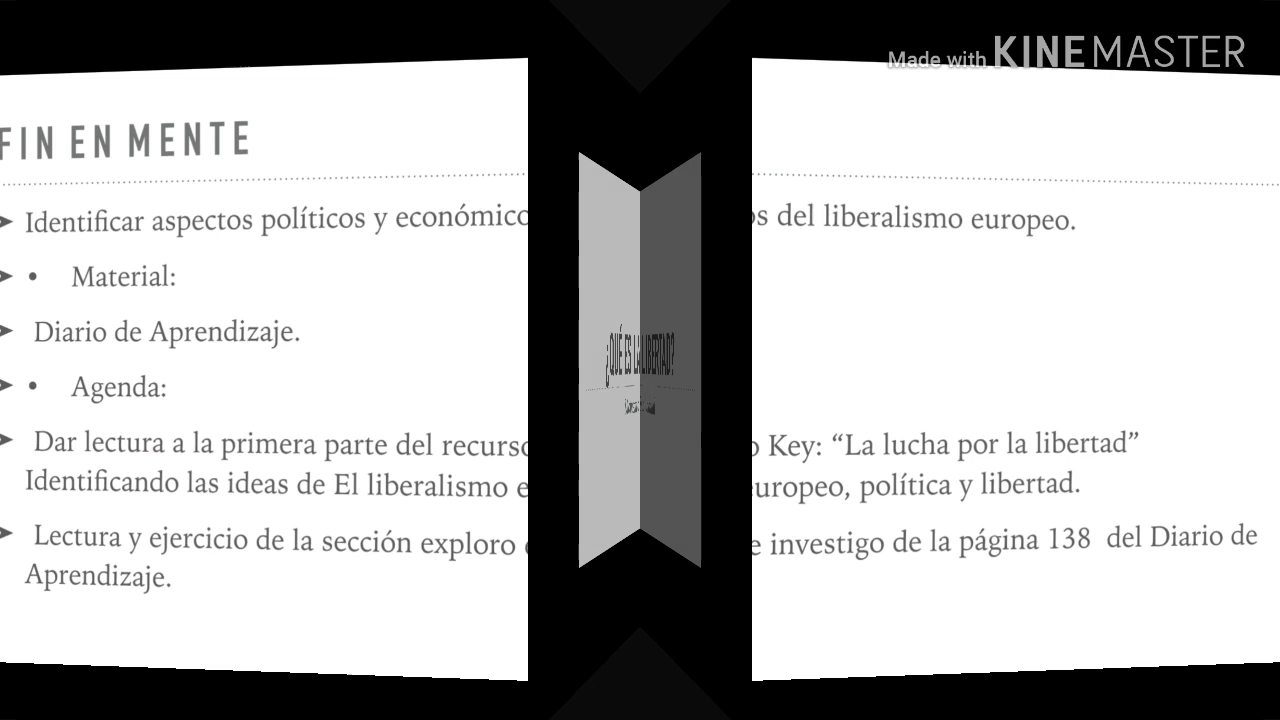 Made with KINEMASTER
FIN EN MENTE
➤ Identificar aspectos políticos y económico os del liberalismo europeo.
➤ • Material:
➤ Diario de Aprendizaje.
➤ • Agenda:
➤ Dar lectura a la primera parte del recurso o Key: “La lucha por la libertad”
Identificando las ideas de El liberalismo e europeo, política y libertad.
➤ Lectura y ejercicio de la sección exploro e investigo de la página 138 del Diario de
Aprendizaje.
¿QUÉ ES LA LIBERTAD?